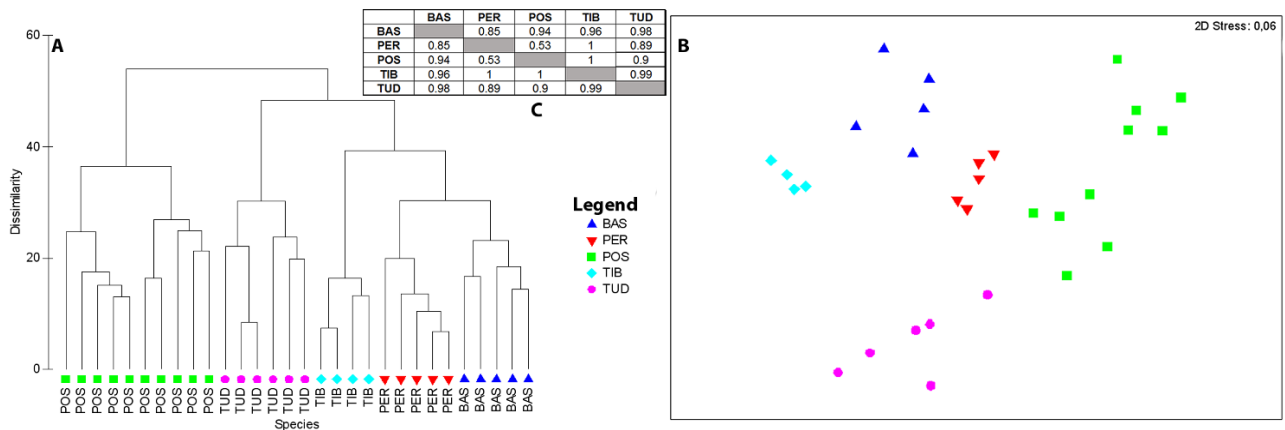 A
60
40
20
0
Dissimilarity
BAS PER POS TIB TUD
BAS 0.85 0.94 0.96 0.98
PER 0.85 0.53 1 0.89
POS 0.94 0.53 1 0.9
TIB 0.96 1 1 0.99
TUD 0.98 0.89 0.9 0.99
C
POS POS POS POS POS POS POS POS POS POS TUD TUD TUD TUD TUD TUD TIB TIB TIB TIB PER PER PER PER PER BAS BAS BAS BAS BAS
Species
Legend
BAS
PER
POS
TIB
TUD
B
2D Stress: 0,06